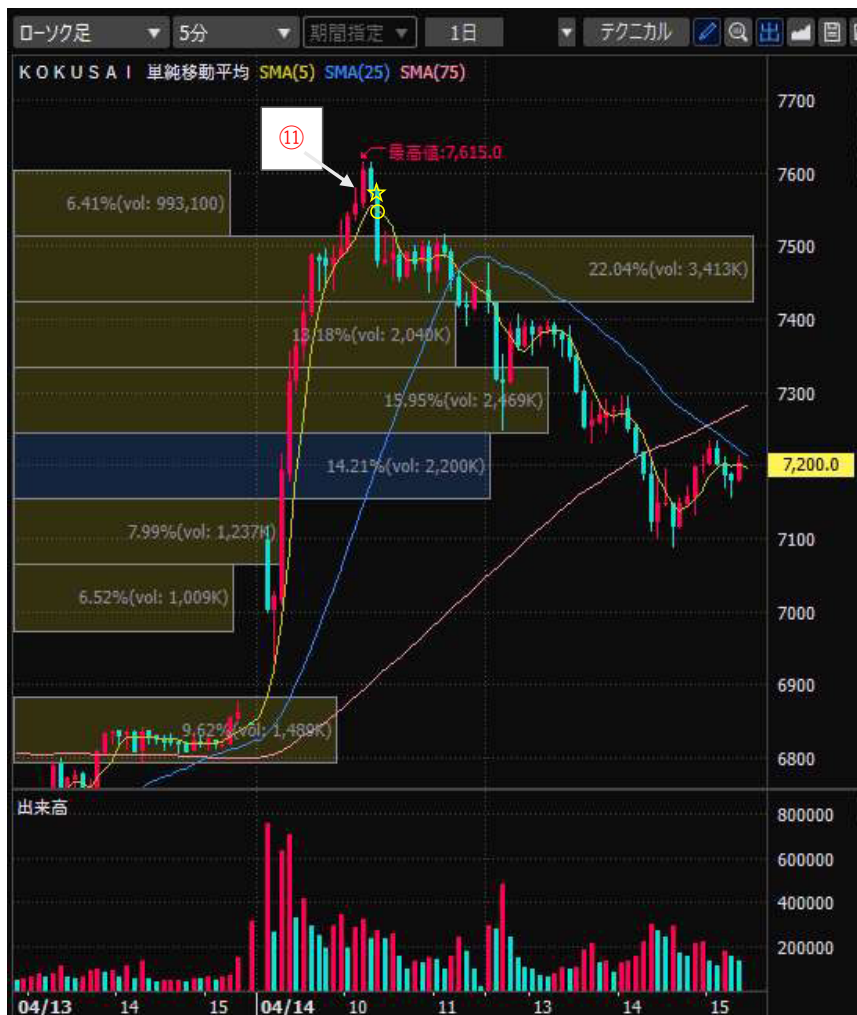 ローソク足 ▼ 5分 ▼ 期間指定 ▼ 1日 ▼ テクニカル 出
KOKUSAI 単純移動平均 SMA(5) SMA(25) SMA(75)
7700
⑪
最高値:7,615.0
7600
6.41%(vol: 993,100)
7500
22.04%(vol: 3,413K)
7400
13.18%(vol: 2,040K)
7300
15.95%(vol: 2,469K)
14.21%(vol: 2,200K)
7,200.0
7.99%(vol: 1,237K)
7100
6.52%(vol: 1,009K)
7000
6900
9.62%(vol: 1,489K)
6800
出来高
800000
600000
400000
200000
04/13 14 15 04/14 10 11 13 14 15